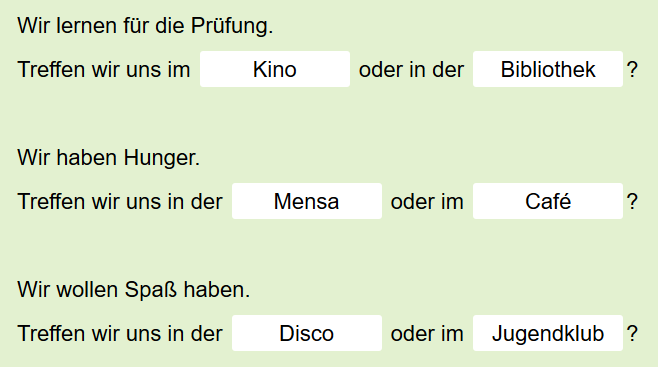 Wir lernen für die Prüfung.
Treffen wir uns im Kino oder in der Bibliothek ?
Wir haben Hunger.
Treffen wir uns in der Mensa oder im Café ?
Wir wollen Spaß haben.
Treffen wir uns in der Disco oder im Jugendklub ?